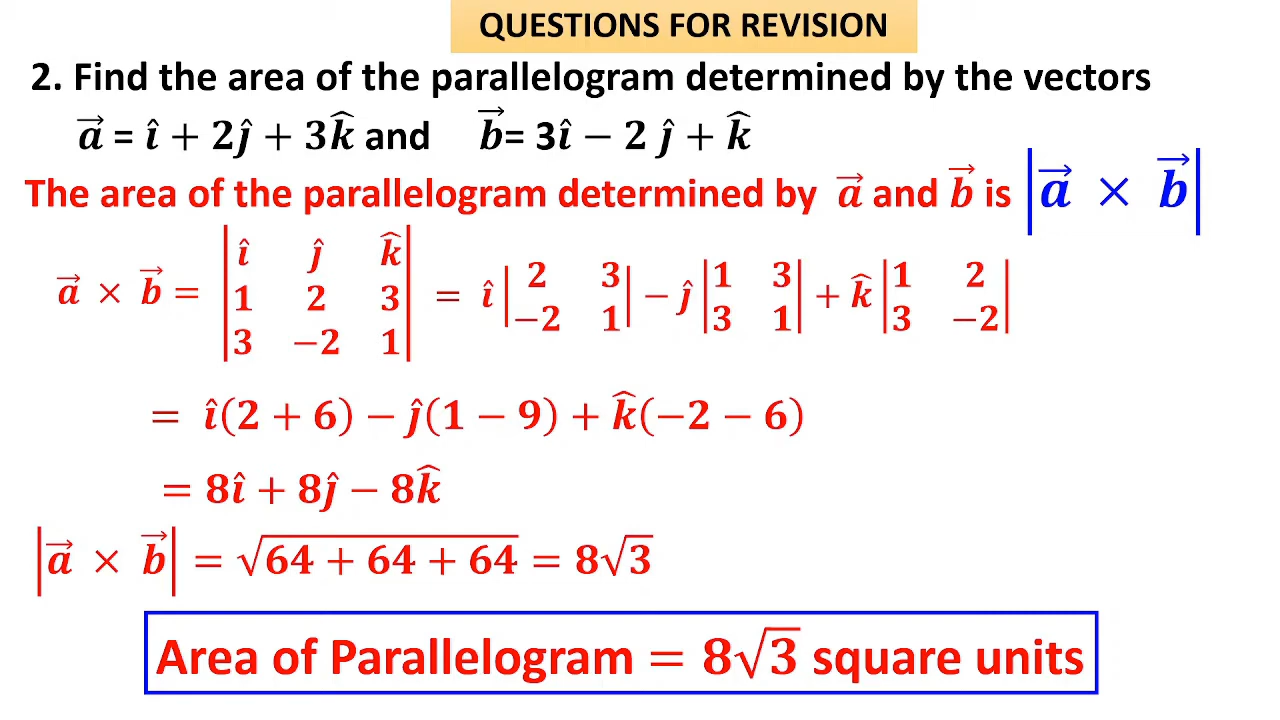 QUESTIONS FOR REVISION
2. Find the area of the parallelogram determined by the vectors
a⃗ = î + 2ĵ + 3k̂ and b⃗= 3î − 2 ĵ + k̂
The area of the parallelogram determined by a⃗ and b⃗ is |a⃗ × b⃗|
a⃗ × b⃗ = |î ĵ k̂; 1 2 3; 3 −2 1| = î |2 3; −2 1| − ĵ |1 3; 3 1| + k̂ |1 2; 3 −2|
= î(2 + 6) − ĵ(1 − 9) + k̂(−2 − 6)
= 8î + 8ĵ − 8k̂
|a⃗ × b⃗| = √(64 + 64 + 64) = 8√3
Area of Parallelogram = 8√3 square units